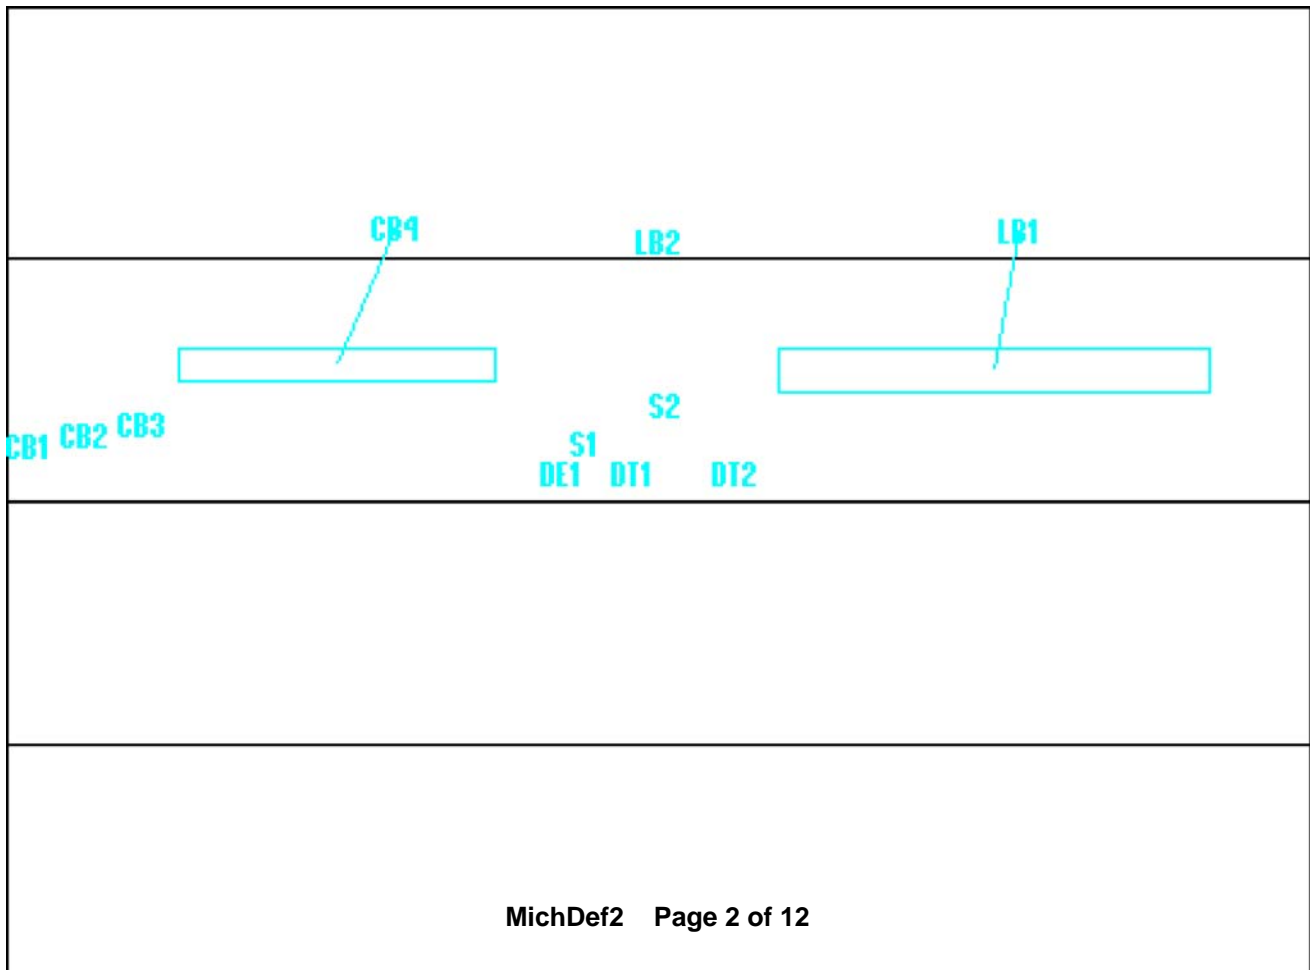 CB4 LB2 LB1
S2
CB1 CB2 CB3 S1
DE1 DT1 DT2
MichDef2 Page 2 of 12